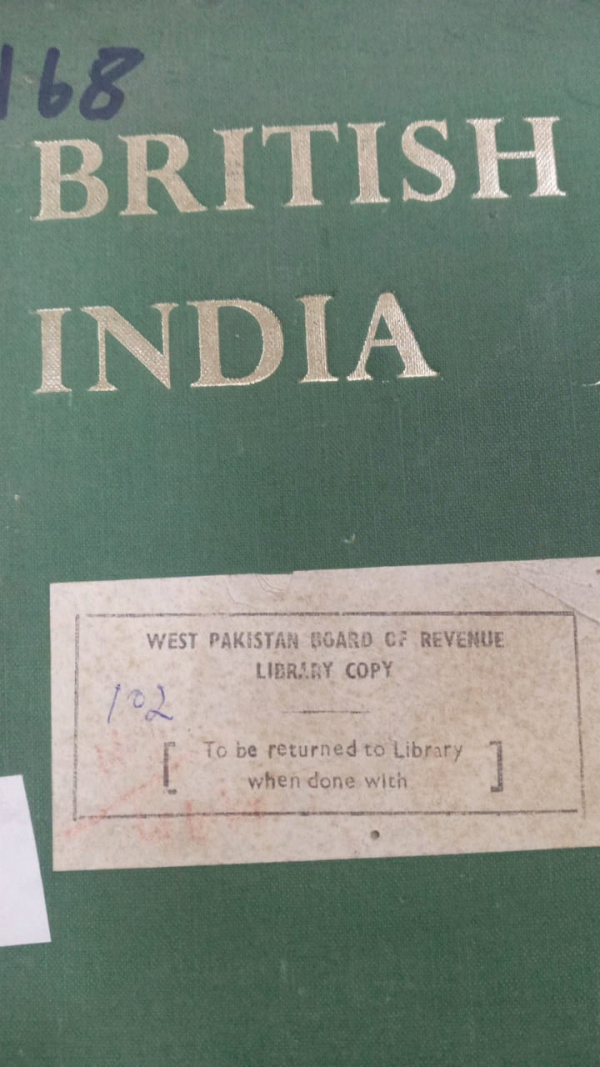 168
BRITISH
INDIA
WEST PAKISTAN BOARD OF REVENUE
LIBRARY COPY
102
[ To be returned to Library
when done with ]